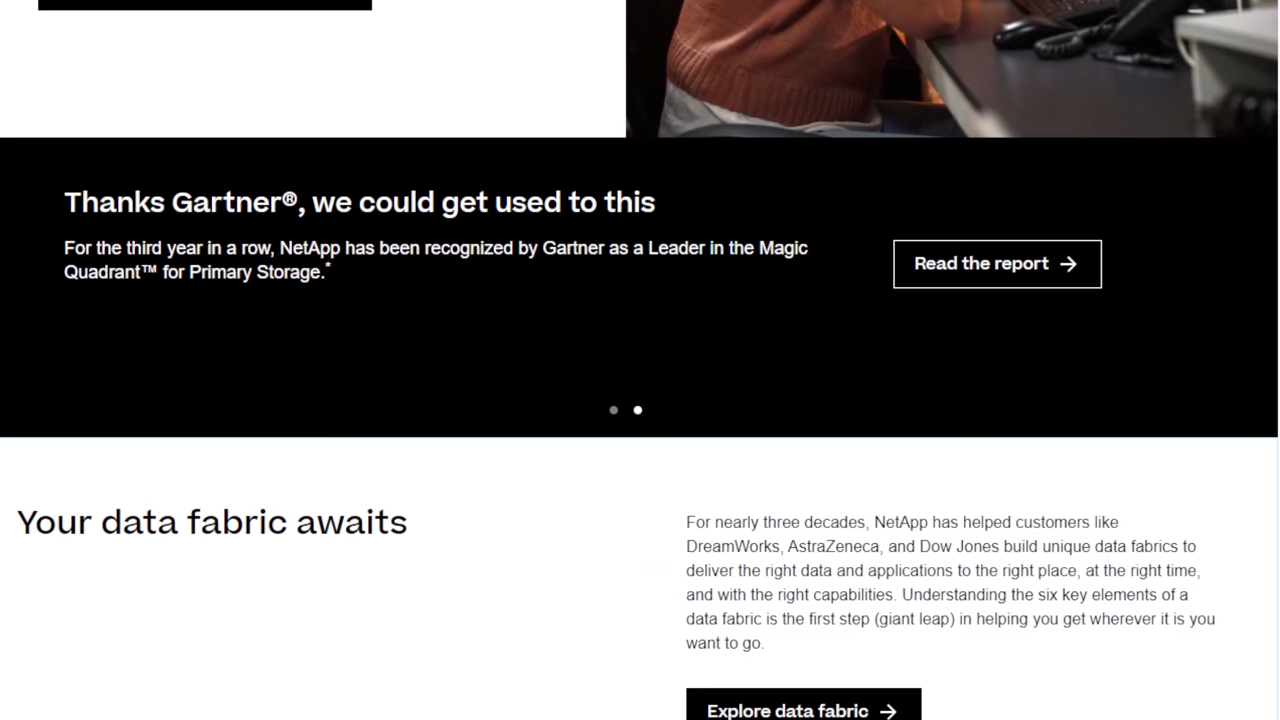 Thanks Gartner®, we could get used to this
For the third year in a row, NetApp has been recognized by Gartner as a Leader in the Magic
Quadrant™ for Primary Storage.*
Read the report →
Your data fabric awaits
For nearly three decades, NetApp has helped customers like
DreamWorks, AstraZeneca, and Dow Jones build unique data fabrics to
deliver the right data and applications to the right place, at the right time,
and with the right capabilities. Understanding the six key elements of a
data fabric is the first step (giant leap) in helping you get wherever it is you
want to go.
Explore data fabric →